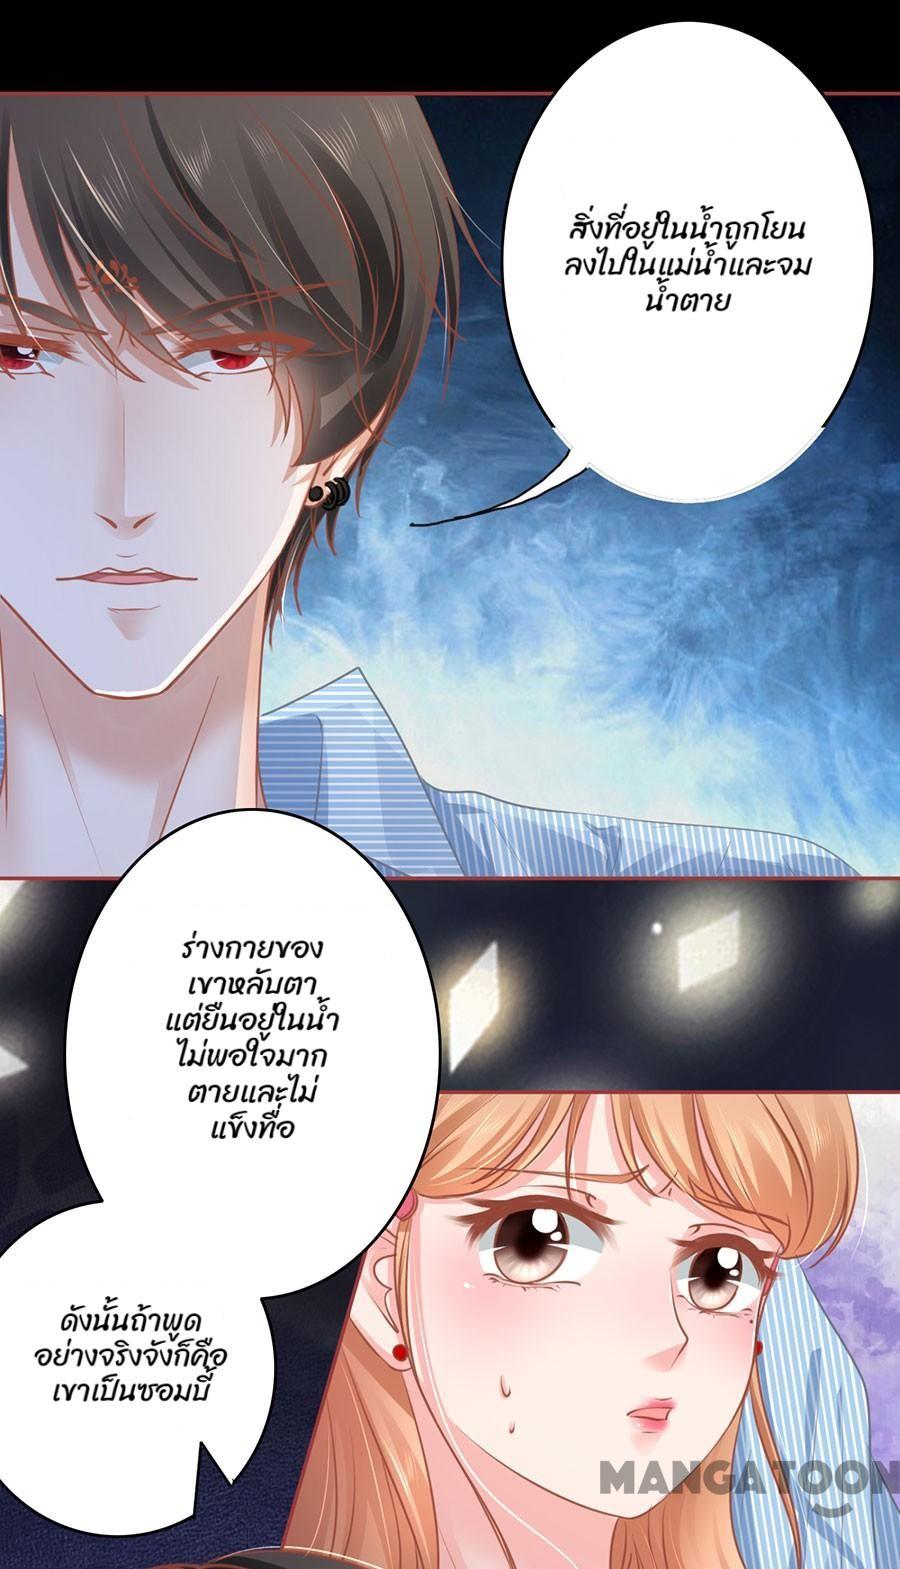 สิ่งที่อยู่ในน้ำถูกโยน
ลงไปในแม่น้ำและจม
น้ำตาย
ร่างกายของ
เขาหลับตา
แต่ยืนอยู่ในน้ำ
ไม่พอใจมาก
ตายและไม่
แข็งทื่อ
ดังนั้นถ้าพูด
อย่างจริงจังก็คือ
เขาเป็นซอมบี้
MANGATOON